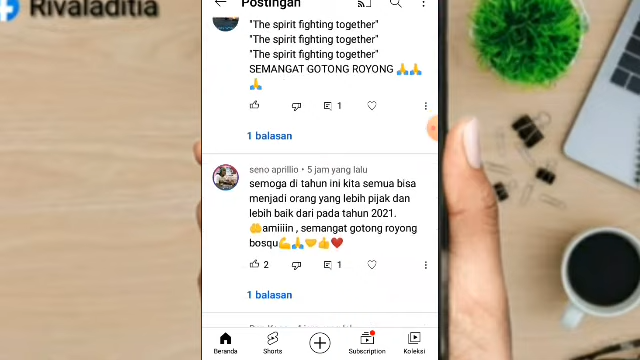 Rivaladitia
Postingan
"The spirit fighting together"
"The spirit fighting together"
"The spirit fighting together"
SEMANGAT GOTONG ROYONG 🙏🙏
🙏
1
1 balasan
seno aprillio • 5 jam yang lalu
semoga di tahun ini kita semua bisa
menjadi orang yang lebih pijak dan
lebih baik dari pada tahun 2021.
🤲amiiiin , semangat gotong royong
bosqu💪🙏🤝👍❤️
2 1
1 balasan
Beranda Shorts Subscription Koleksi